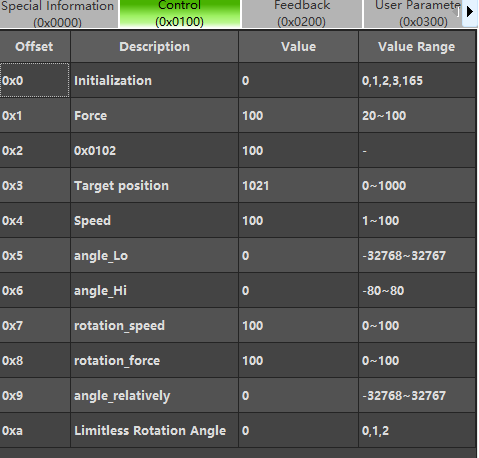 Special Information Control Feedback User Paramete
(0x0000) (0x0100) (0x0200) (0x0300)
Offset Description Value Value Range
0x0 Initialization 0 0,1,2,3,165
0x1 Force 100 20~100
0x2 0x0102 100 -
0x3 Target position 1021 0~1000
0x4 Speed 100 1~100
0x5 angle_Lo 0 -32768~32767
0x6 angle_Hi 0 -80~80
0x7 rotation_speed 100 0~100
0x8 rotation_force 100 0~100
0x9 angle_relatively 0 -32768~32767
0xa Limitless Rotation Angle 0 0,1,2